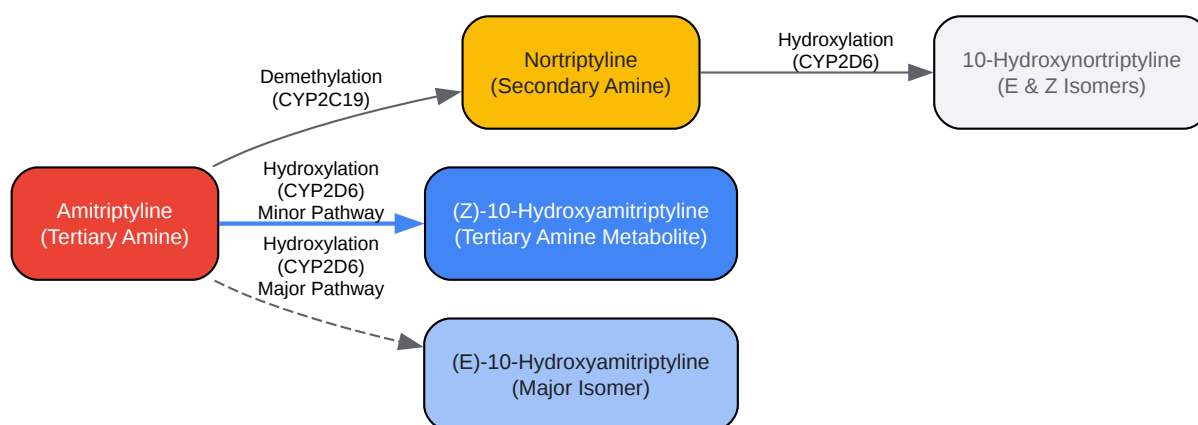 Demethylation
(CYP2C19)
Nortriptyline
(Secondary Amine)
Hydroxylation
(CYP2D6)
10-Hydroxynortriptyline
(E & Z Isomers)
Amitriptyline
(Tertiary Amine)
Hydroxylation
(CYP2D6)
Minor Pathway
(Z)-10-Hydroxyamitriptyline
(Tertiary Amine Metabolite)
Hydroxylation
(CYP2D6)
Major Pathway
(E)-10-Hydroxyamitriptyline
(Major Isomer)